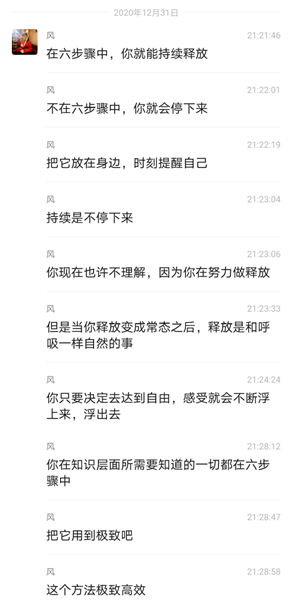 2020年12月31日
风 21:21:46
在六步骤中，你就能持续释放
风 21:22:01
不在六步骤中，你就会停下来
风 21:22:19
把它放在身边，时刻提醒自己
风 21:23:04
持续是不停下来
风 21:23:06
你现在也许不理解，因为你在努力做释放
风 21:23:33
但是当你释放变成常态之后，释放是和呼
吸一样自然的事
风 21:24:24
你只要决定去达到自由，感受就会不断浮
上来，浮出去
风 21:28:12
你在知识层面所需要知道的一切都在六步
骤中
风 21:28:47
把它用到极致吧
风 21:28:58
这个方法极致高效